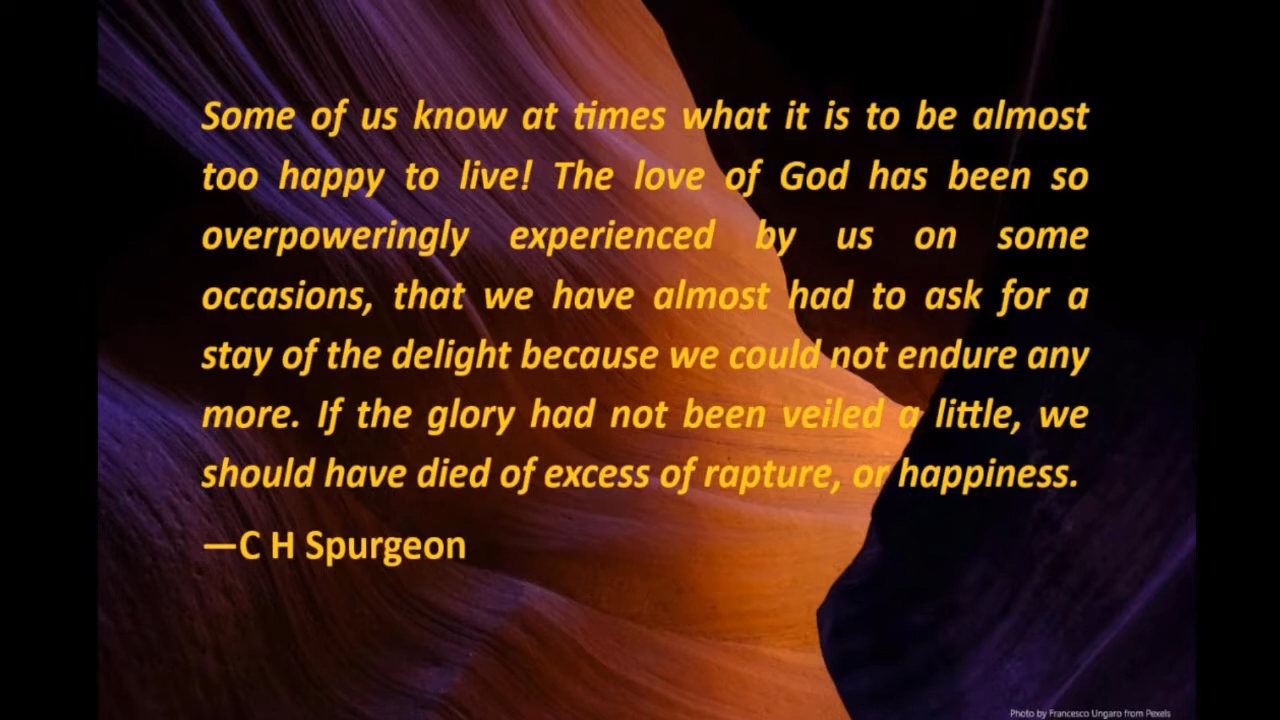 Some of us know at times what it is to be almost
too happy to live! The love of God has been so
overpoweringly experienced by us on some
occasions, that we have almost had to ask for a
stay of the delight because we could not endure any
more. If the glory had not been veiled a little, we
should have died of excess of rapture, or happiness.
—C H Spurgeon
Photo by Francesco Ungaro from Pexels